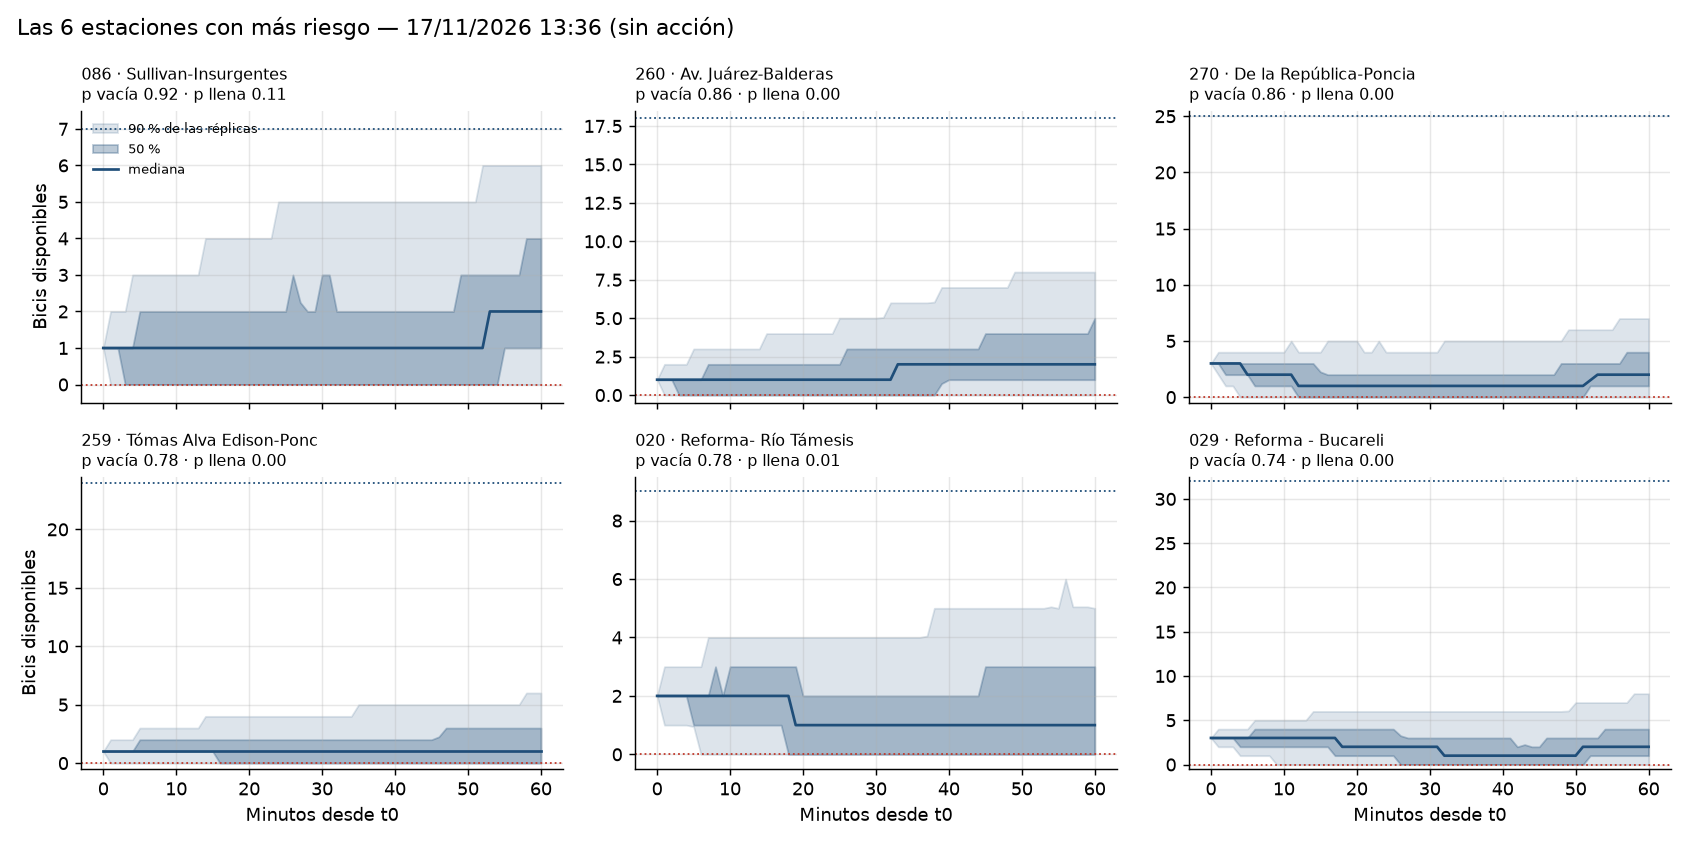 Las 6 estaciones con más riesgo — 17/11/2026 13:36 (sin acción)
086 · Sullivan-Insurgentes
p vacía 0.92 · p llena 0.11
7
6
5
4
3
2
1
0
Bicis disponibles
90 % de las réplicas
50 %
mediana
260 · Av. Juárez-Balderas
p vacía 0.86 · p llena 0.00
17.5
15.0
12.5
10.0
7.5
5.0
2.5
0.0
270 · De la República-Poncia
p vacía 0.86 · p llena 0.00
25
20
15
10
5
0
259 · Tómas Alva Edison-Ponc
p vacía 0.78 · p llena 0.00
20
15
10
5
0
Bicis disponibles
0 10 20 30 40 50 60
Minutos desde t0
020 · Reforma- Río Támesis
p vacía 0.78 · p llena 0.01
8
6
4
2
0
0 10 20 30 40 50 60
Minutos desde t0
029 · Reforma - Bucareli
p vacía 0.74 · p llena 0.00
30
25
20
15
10
5
0
0 10 20 30 40 50 60
Minutos desde t0